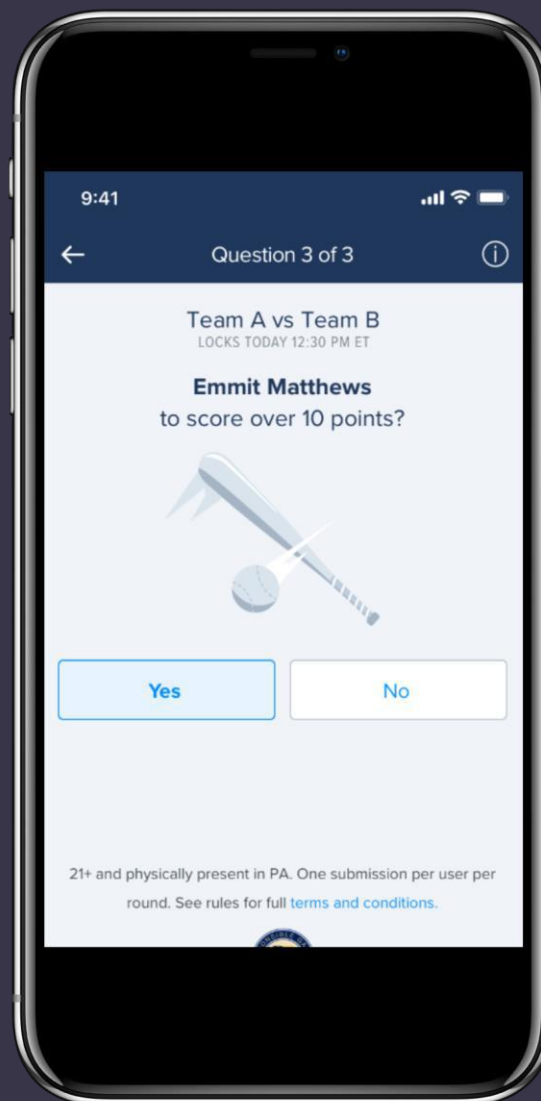 9:41
Question 3 of 3
Team A vs Team B
LOCKS TODAY 12:30 PM ET
Emmit Matthews
to score over 10 points?
Yes
No
21+ and physically present in PA. One submission per user per
round. See rules for full terms and conditions.